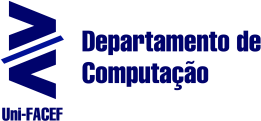 Departamento de
Computação
Uni-FACEF